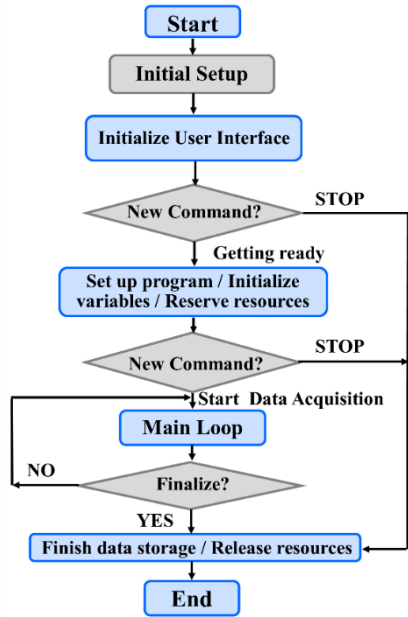 Start
Initial Setup
Initialize User Interface
New Command?
STOP
Getting ready
Set up program / Initialize
variables / Reserve resources
New Command?
STOP
Start Data Acquisition
Main Loop
NO
Finalize?
YES
Finish data storage / Release resources
End